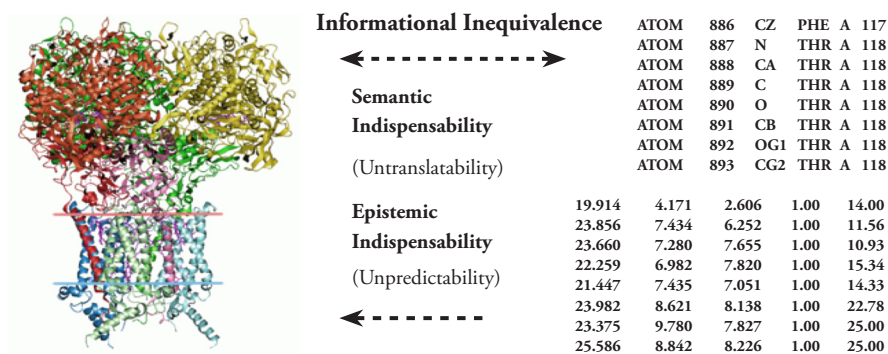 Informational Inequivalence
Semantic
Indispensability
(Untranslatability)
Epistemic
Indispensability
(Unpredictability)
ATOM 886 CZ PHE A 117
ATOM 887 N THR A 118
ATOM 888 CA THR A 118
ATOM 889 C THR A 118
ATOM 890 O THR A 118
ATOM 891 CB THR A 118
ATOM 892 OG1 THR A 118
ATOM 893 CG2 THR A 118
19.914 4.171 2.606 1.00 14.00
23.856 7.434 6.252 1.00 11.56
23.660 7.280 7.655 1.00 10.93
22.259 6.982 7.820 1.00 15.34
21.447 7.435 7.051 1.00 14.33
23.982 8.621 8.138 1.00 22.78
23.375 9.780 7.827 1.00 25.00
25.586 8.842 8.226 1.00 25.00